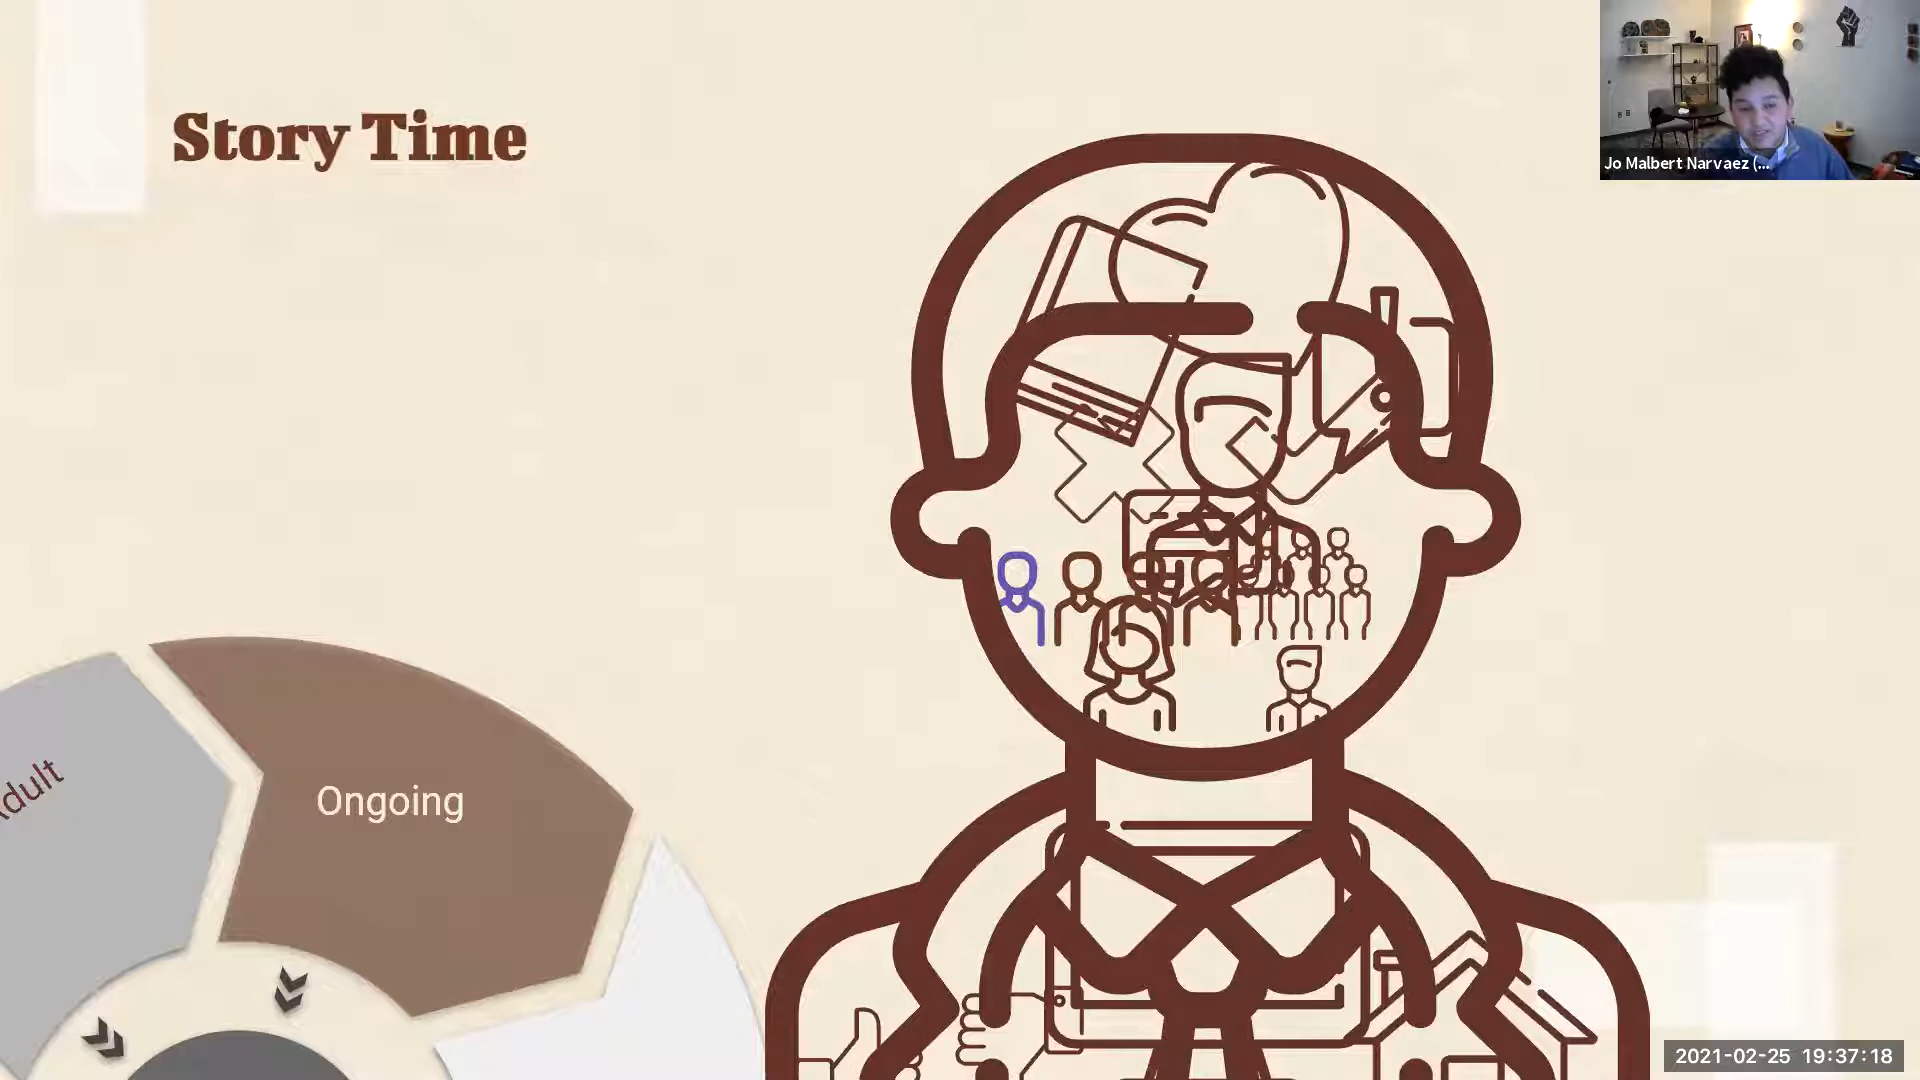 Story Time
Jo Malbert Narvaez (...
dult
Ongoing
2021-02-25 19:37:18